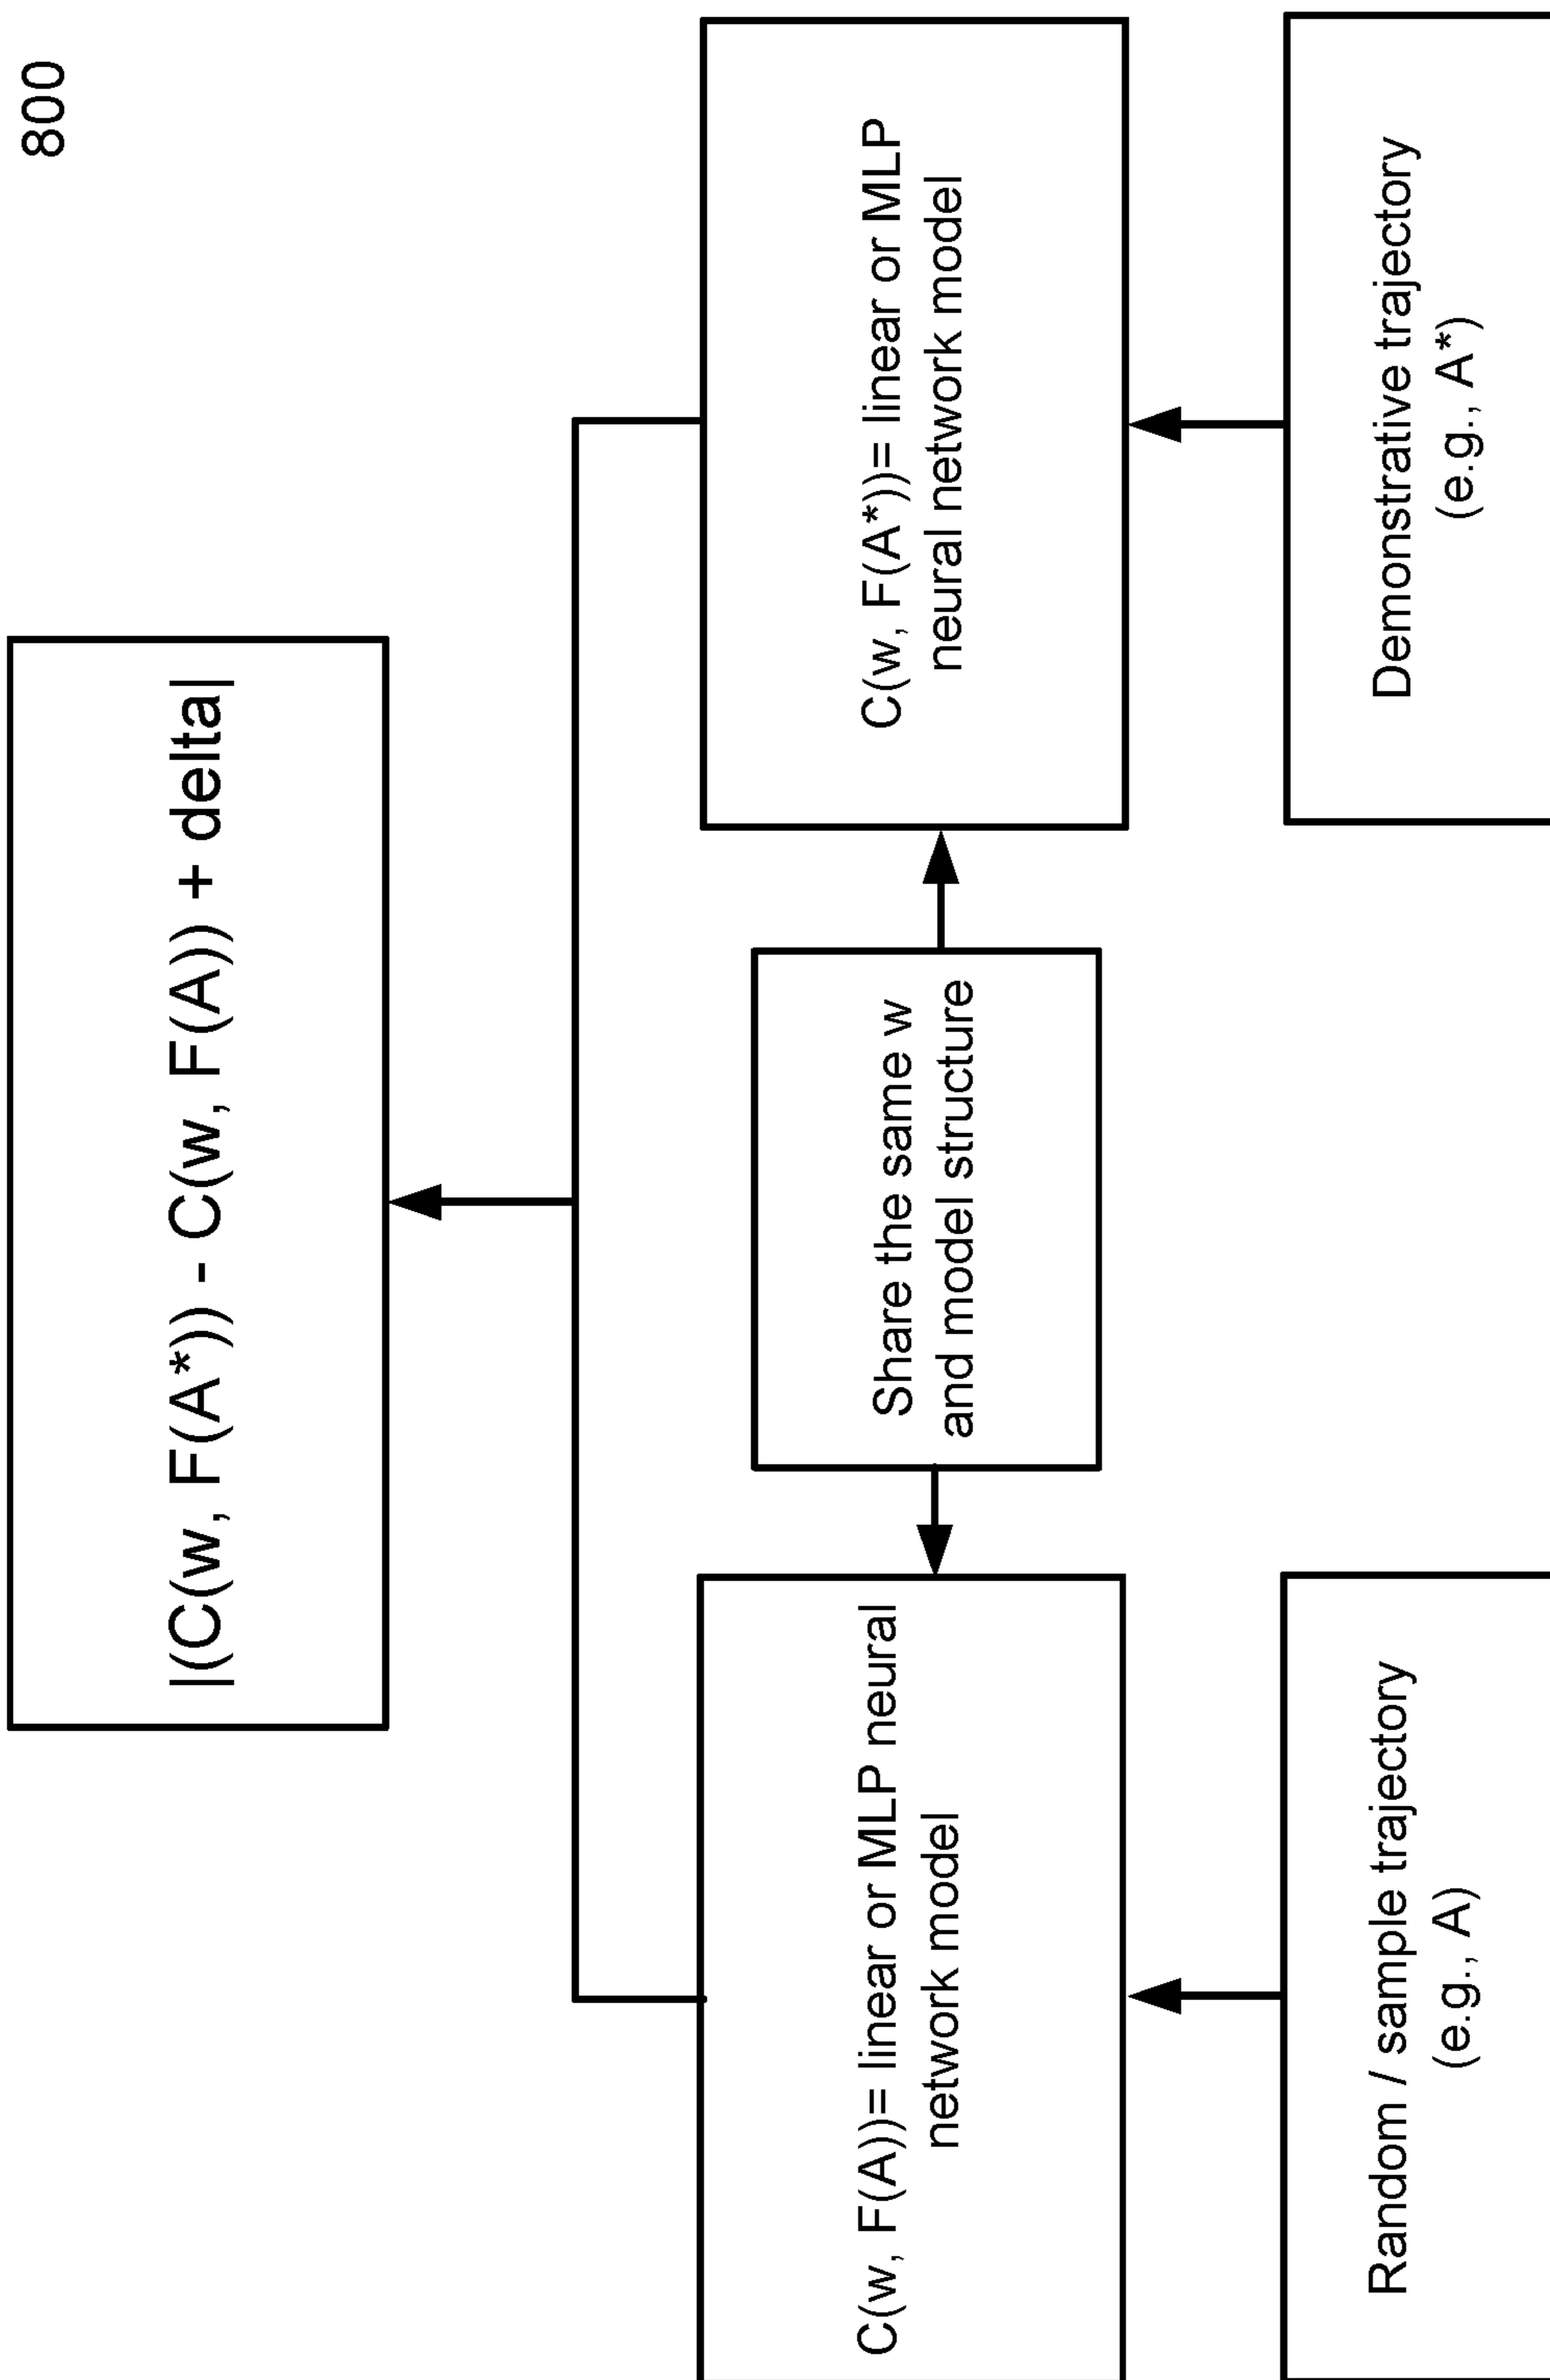 800
|(C(w, F(A*)) - C(w, F(A)) + delta|
C(w, F(A))= linear or MLP neural
network model
Share the same w
and model structure
C(w, F(A*))= linear or MLP
neural network model
Random / sample trajectory
(e.g., A)
Demonstrative trajectory
(e.g., A*)